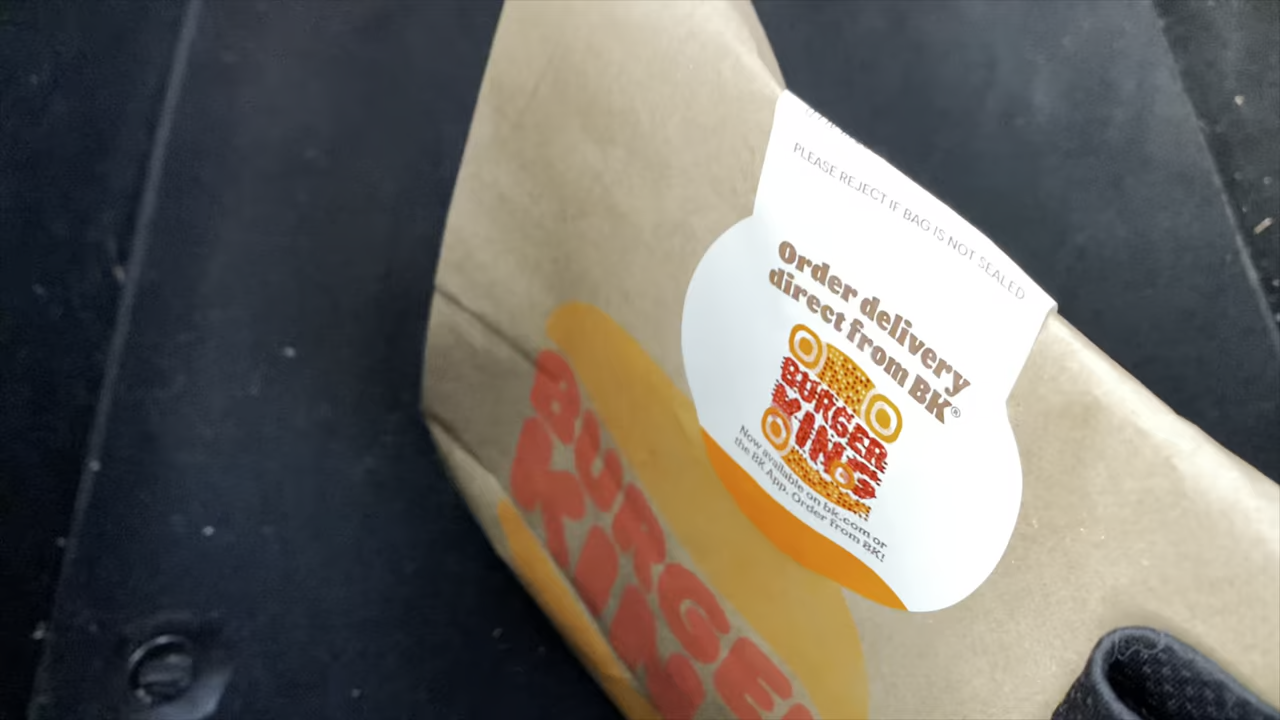 PLEASE REJECT IF BAG IS NOT SEALED
Order delivery
direct from BK®
BURGER
KING
Now available on bk.com or
the BK App. Order from BK!
BURGER
KING